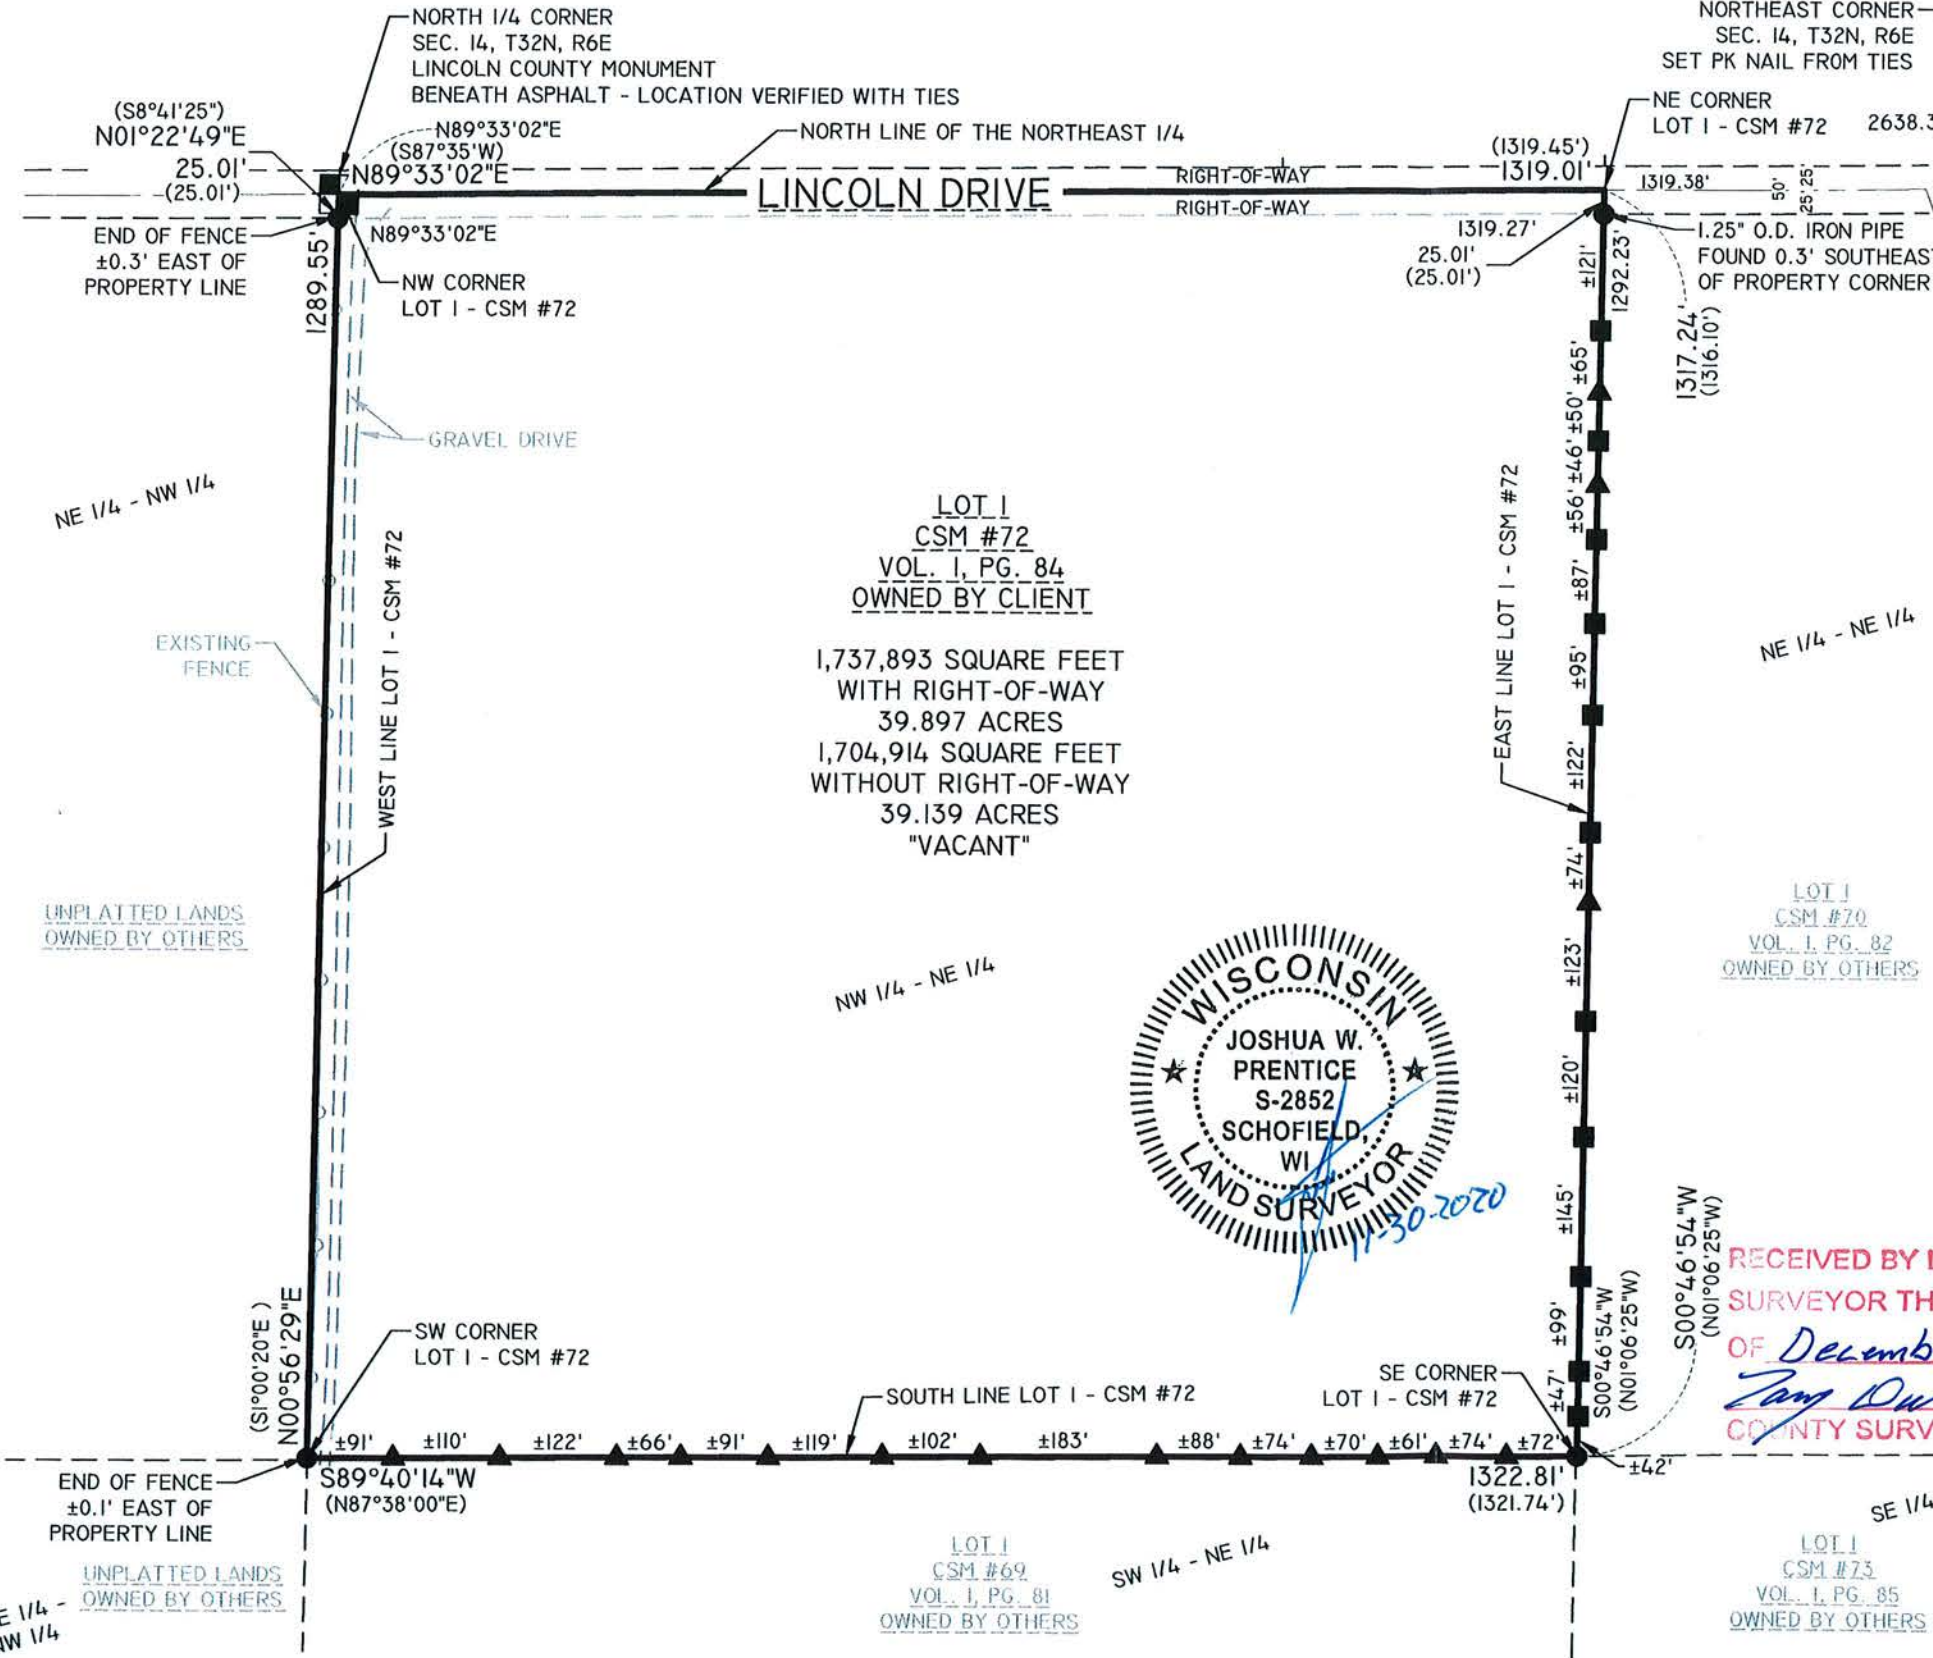 NORTH 1/4 CORNER
SEC. 14, T32N, R6E
LINCOLN COUNTY MONUMENT
BENEATH ASPHALT - LOCATION VERIFIED WITH TIES
NORTHEAST CORNER
SEC. 14, T32N, R6E
SET PK NAIL FROM TIES
(S8°41'25")
N01°22'49"E
25.01'
(25.01')
N89°33'02"E
(S87°35'W)
N89°33'02"E
NORTH LINE OF THE NORTHEAST 1/4
NE CORNER
LOT 1 - CSM #72
(1319.45')
1319.01'
RIGHT-OF-WAY
LINCOLN DRIVE
RIGHT-OF-WAY
1319.38'
50'
25' 25'
END OF FENCE
±0.3' EAST OF
PROPERTY LINE
N89°33'02"E
NW CORNER
LOT 1 - CSM #72
1289.55'
1319.27'
25.01'
(25.01')
1.25" O.D. IRON PIPE
FOUND 0.3' SOUTHEAST
OF PROPERTY CORNER
1292.23'
1317.24'
(1316.10')
±121'
±65'
±50'
±46'
±56'
±87'
±95'
±122'
±74'
±123'
±120'
±145'
±99'
±47'
GRAVEL DRIVE
NE 1/4 - NW 1/4
WEST LINE LOT 1 - CSM #72
EXISTING
FENCE
LOT 1
CSM #72
VOL. 1, PG. 84
OWNED BY CLIENT
1,737,893 SQUARE FEET
WITH RIGHT-OF-WAY
39.897 ACRES
1,704,914 SQUARE FEET
WITHOUT RIGHT-OF-WAY
39.139 ACRES
"VACANT"
EAST LINE LOT 1 - CSM #72
NE 1/4 - NE 1/4
UNPLATTED LANDS
OWNED BY OTHERS
LOT 1
CSM #70
VOL. 1, PG. 82
OWNED BY OTHERS
NW 1/4 - NE 1/4
WISCONSIN
JOSHUA W.
PRENTICE
S-2852
SCHOFIELD,
WI
LAND SURVEYOR
11-30-2020
S00°46'54"W
(N01°06'25"W)
S00°46'54"W
(N01°06'25"W)
RECEIVED BY
SURVEYOR
OF
COUNTY
(S1°00'20"E )
N00°56'29"E
SW CORNER
LOT 1 - CSM #72
SOUTH LINE LOT 1 - CSM #72
SE CORNER
LOT 1 - CSM #72
±91' ±110' ±122' ±66' ±91' ±119' ±102' ±183' ±88' ±74' ±70' ±61' ±74' ±72'
±42'
END OF FENCE
±0.1' EAST OF
PROPERTY LINE
S89°40'14"W
(N87°38'00"E)
1322.81'
(1321.74')
UNPLATTED LANDS
OWNED BY OTHERS
LOT 1
CSM #69
VOL. 1, PG. 81
OWNED BY OTHERS
SW 1/4 - NE 1/4
SE 1/4
LOT 1
CSM #73
VOL. 1, PG. 85
OWNED BY OTHERS